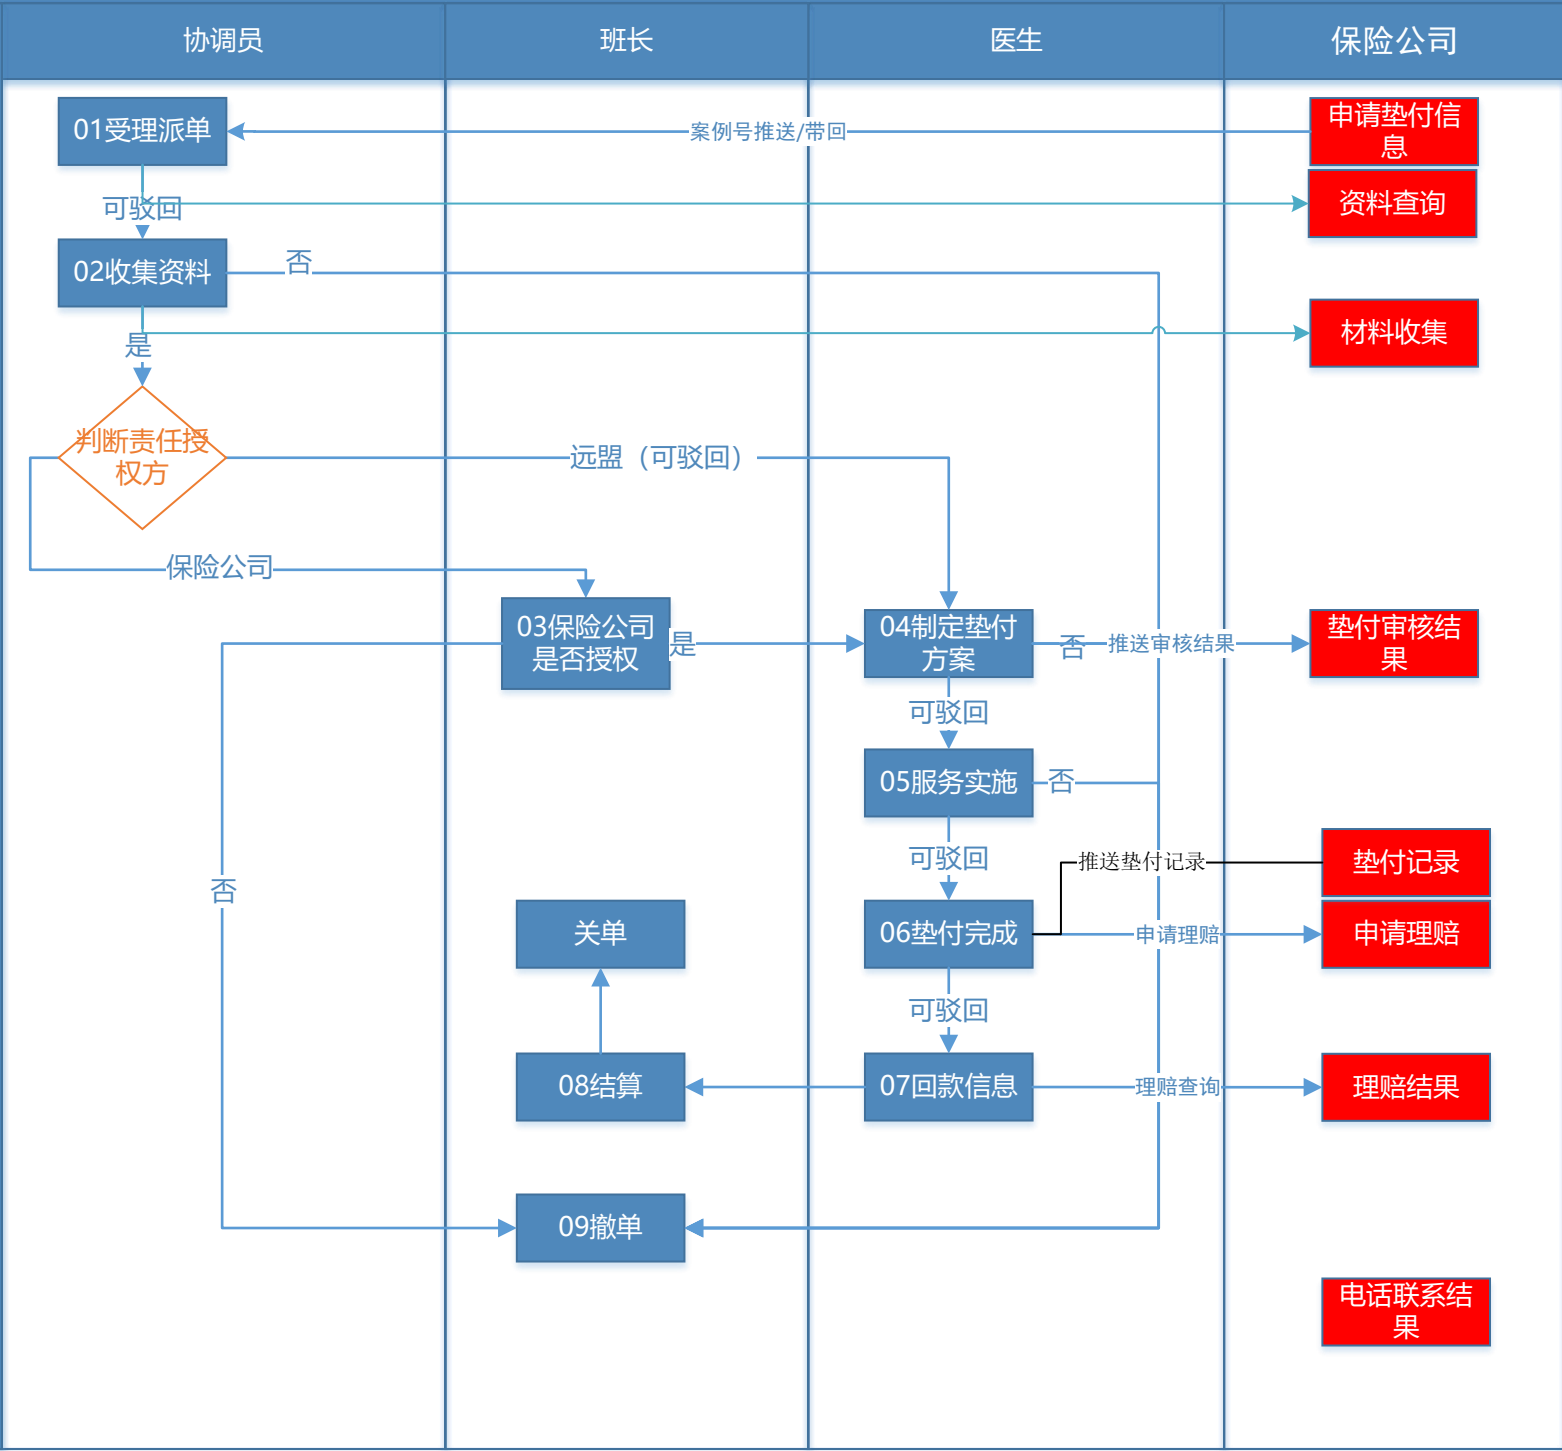 协调员
班长
医生
保险公司
01受理派单
案例号推送/带回
申请垫付信
息
可驳回
资料查询
02收集资料
否
是
材料收集
判断责任授
权方
远盟（可驳回）
保险公司
03保险公司
是否授权
是
04制定垫付
方案
否
推送审核结果
垫付审核结
果
可驳回
05服务实施
否
可驳回
推送垫付记录
垫付记录
否
关单
06垫付完成
申请理赔
申请理赔
可驳回
08结算
07回款信息
理赔查询
理赔结果
09撤单
电话联系结
果